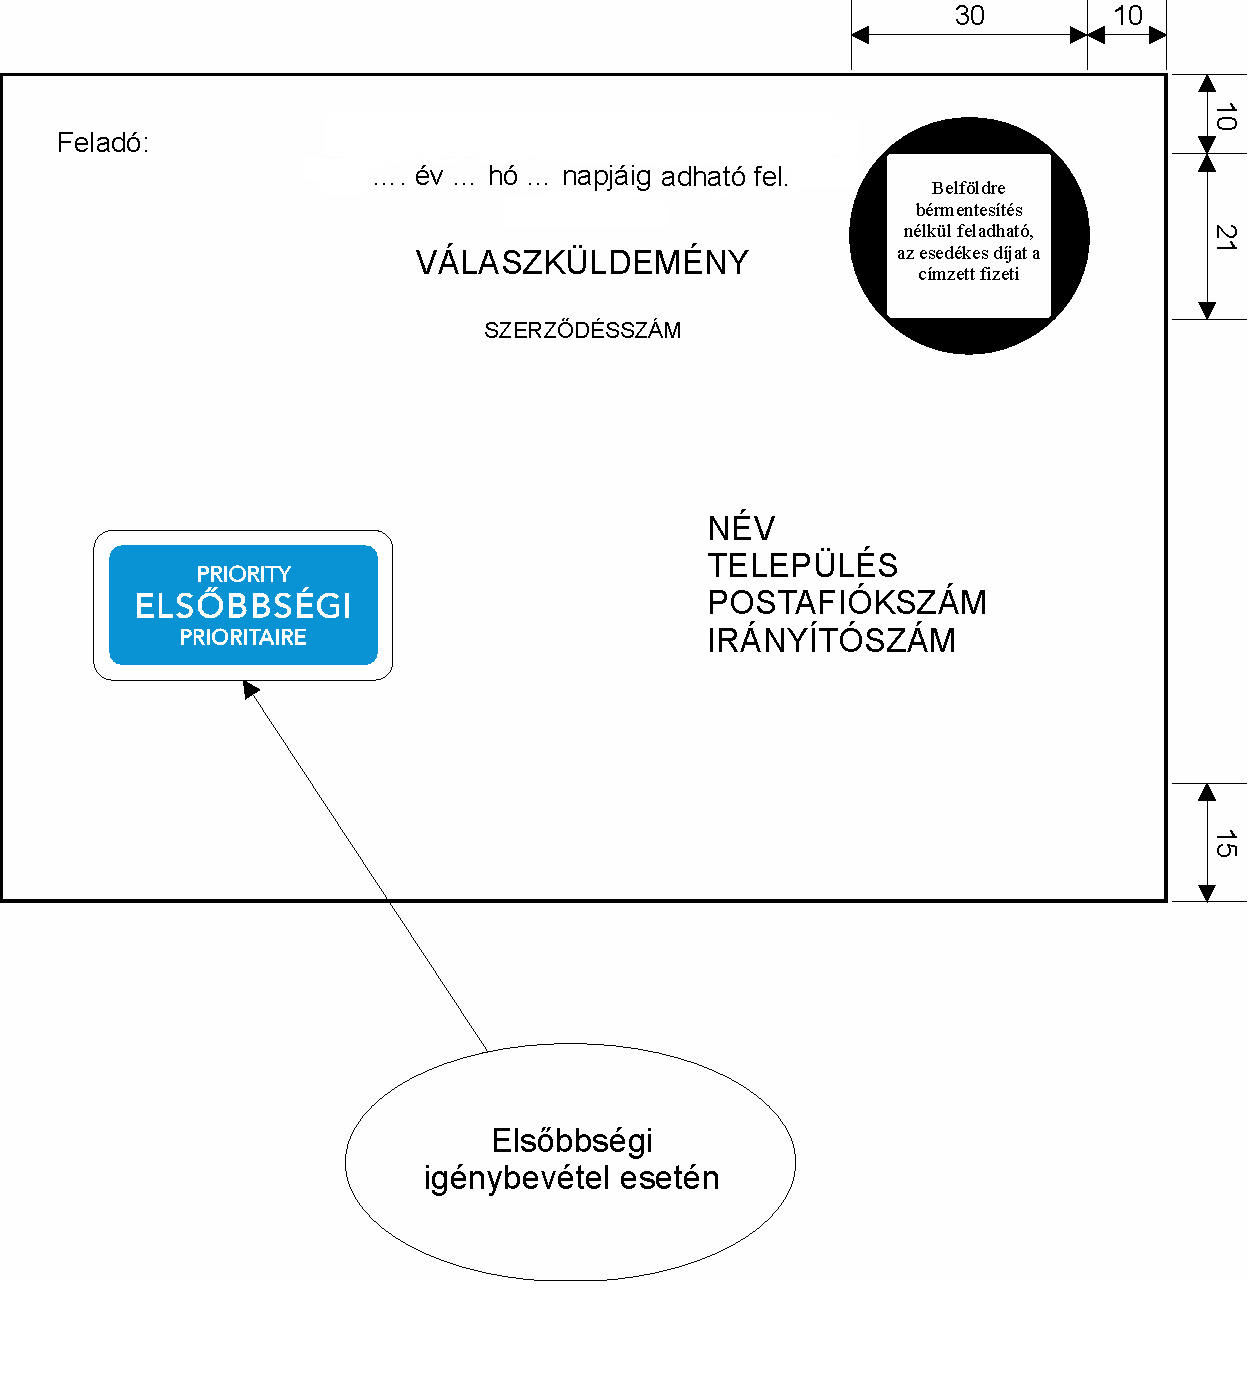 30
10
10
Feladó:
.... év ... hó ... napjáig adható fel.
Belföldre
bérmentesítés
nélkül feladható,
az esedékes díjat a
címzett fizeti
21
VÁLASZKÜLDEMÉNY
SZERZŐDÉSSZÁM
NÉV
TELEPÜLÉS
POSTAFIÓKSZÁM
IRÁNYÍTÓSZÁM
PRIORITY
ELSŐBBSÉGI
PRIORITAIRE
15
Elsőbbségi
igénybevétel esetén